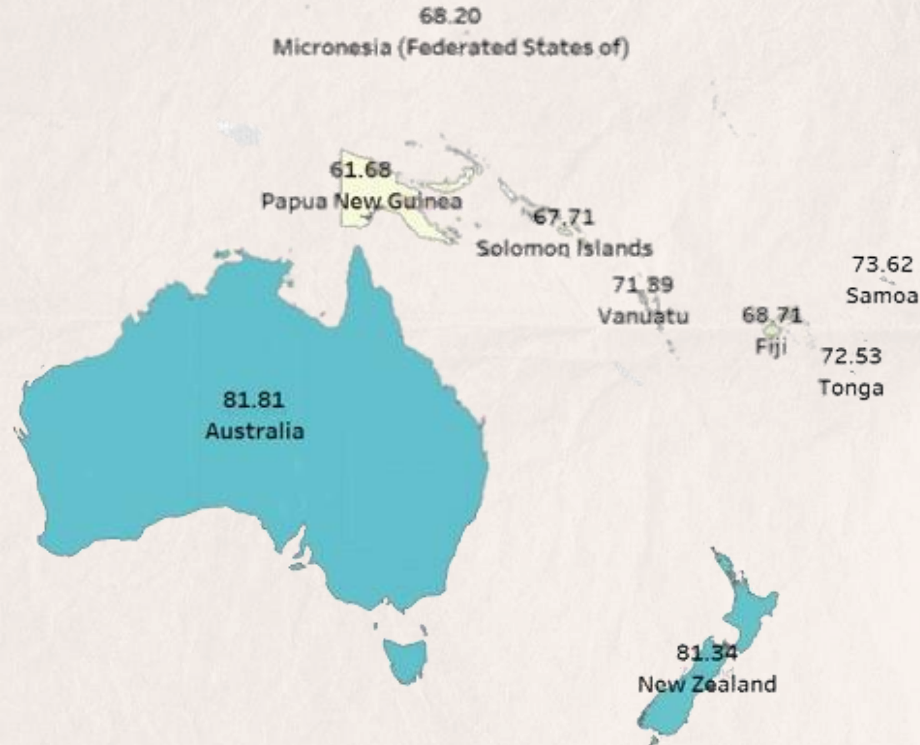 68.20
Micronesia (Federated States of)
61.68
Papua New Guinea
67.71
Solomon Islands
73.62
Samoa
71.89
Vanuatu
68.71
Fiji
72.53
Tonga
81.81
Australia
81.34
New Zealand